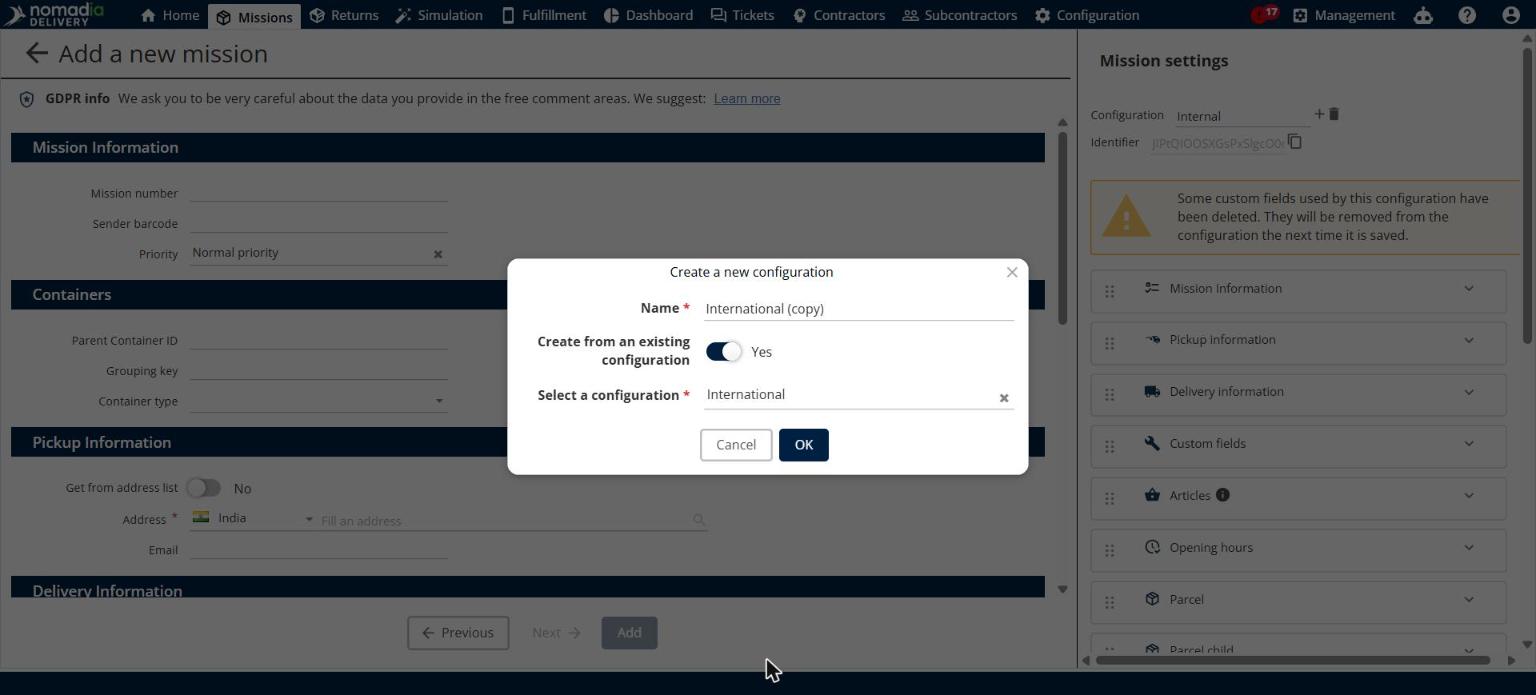 nomadia
DELIVERY
Home
Missions
Returns
Simulation
Fulfillment
Dashboard
Tickets
Contractors
Subcontractors
Configuration
17
Management
Add a new mission
GDPR info We ask you to be very careful about the data you provide in the free comment areas. We suggest: Learn more
Mission Information
Mission number
Sender barcode
Priority Normal priority
Containers
Parent Container ID
Grouping key
Container type
Pickup Information
Get from address list No
Address * India Fill an address
Email
Delivery Information
Previous
Next
Add
Create a new configuration
Name * International (copy)
Create from an existing
configuration
Yes
Select a configuration * International
Cancel
OK
Mission settings
Configuration Internal
Identifier
Some custom fields used by this configuration have
been deleted. They will be removed from the
configuration the next time it is saved.
Mission Information
Pickup information
Delivery information
Custom fields
Articles
Opening hours
Parcel
Parcel child